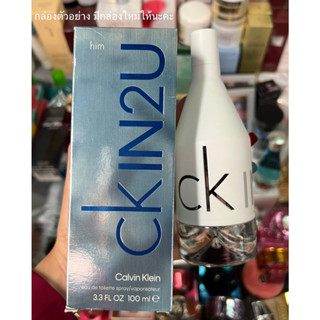 กล่องตัวอย่าง มีกล่องใหม่ให้นะคะ
him
ckIN2U
Calvin Klein
eau de toilette spray/vaporisateur
3.3 FL OZ 100 ml e
ck IN